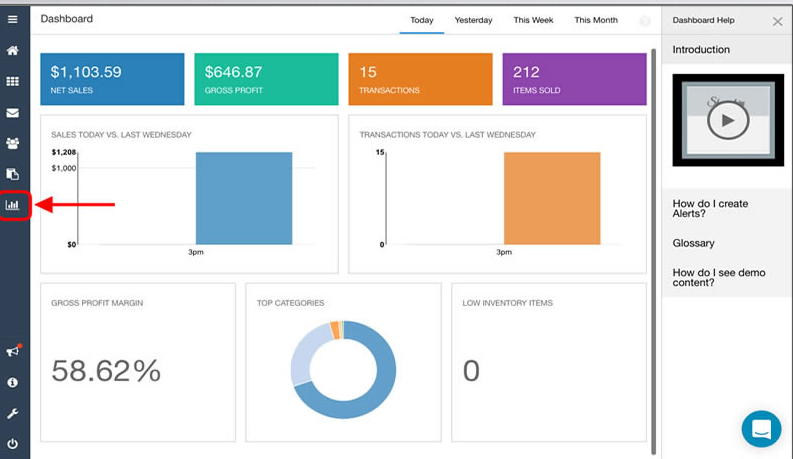 Dashboard
Today
Yesterday
This Week
This Month
Dashboard Help
Introduction
$1,103.59
NET SALES
$646.87
GROSS PROFIT
15
TRANSACTIONS
212
ITEMS SOLD
SALES TODAY VS. LAST WEDNESDAY
$1,208
$1,000
$0
3pm
TRANSACTIONS TODAY VS. LAST WEDNESDAY
15
0
3pm
How do I create
Alerts?
Glossary
How do I see demo
content?
GROSS PROFIT MARGIN
58.62%
TOP CATEGORIES
LOW INVENTORY ITEMS
0